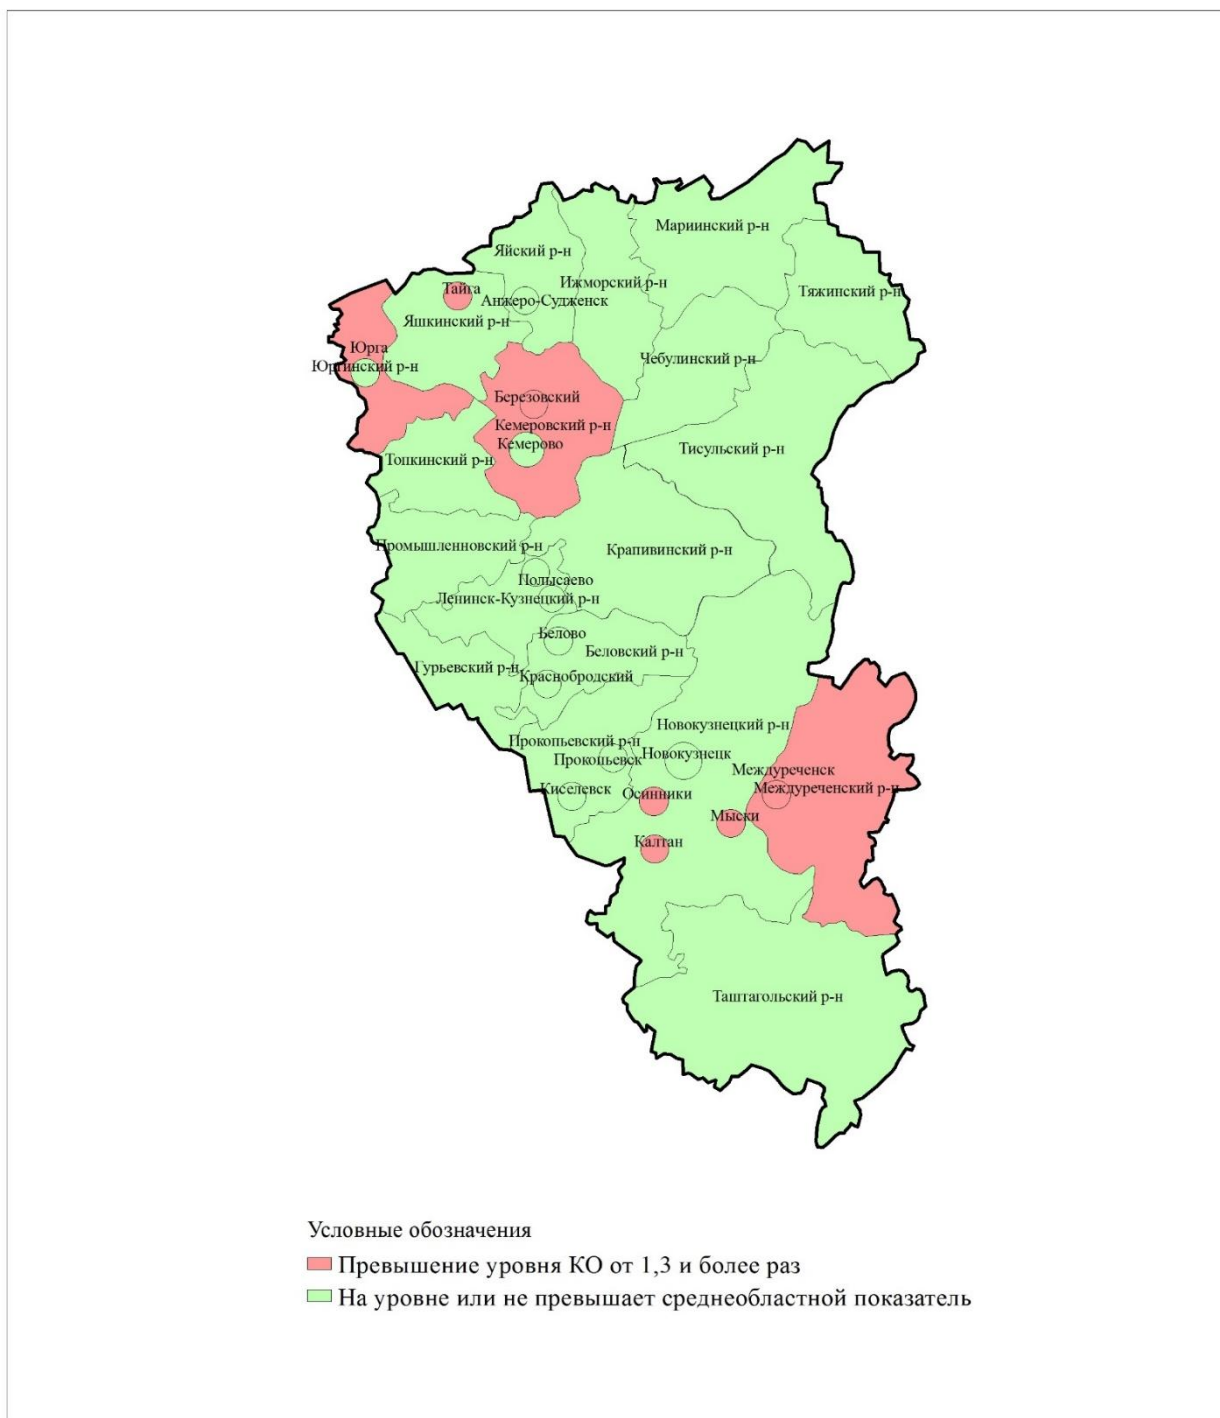 Мариинский р-н
Яйский р-н
Ижморский р-н
Тяжинский р-н
Тайга
Анжеро-Судженск
Яшкинский р-н
Юрга
Юргинский р-н
Чебулинский р-н
Березовский
Кемеровский р-н
Кемерово
Тисульский р-н
Топкинский р-н
Промышленновский р-н
Крапивинский р-н
Полысаево
Ленинск-Кузнецкий р-н
Белово
Беловский р-н
Гурьевский р-н
Краснобродский
Новокузнецкий р-н
Прокопьевский р-н
Новокузнецк
Прокопьевск
Междуреченск
Киселевск
Осинники
Междуреченский р-н
Мыски
Калтан
Таштагольский р-н
Условные обозначения
Превышение уровня КО от 1,3 и более раз
На уровне или не превышает среднеобластной показатель